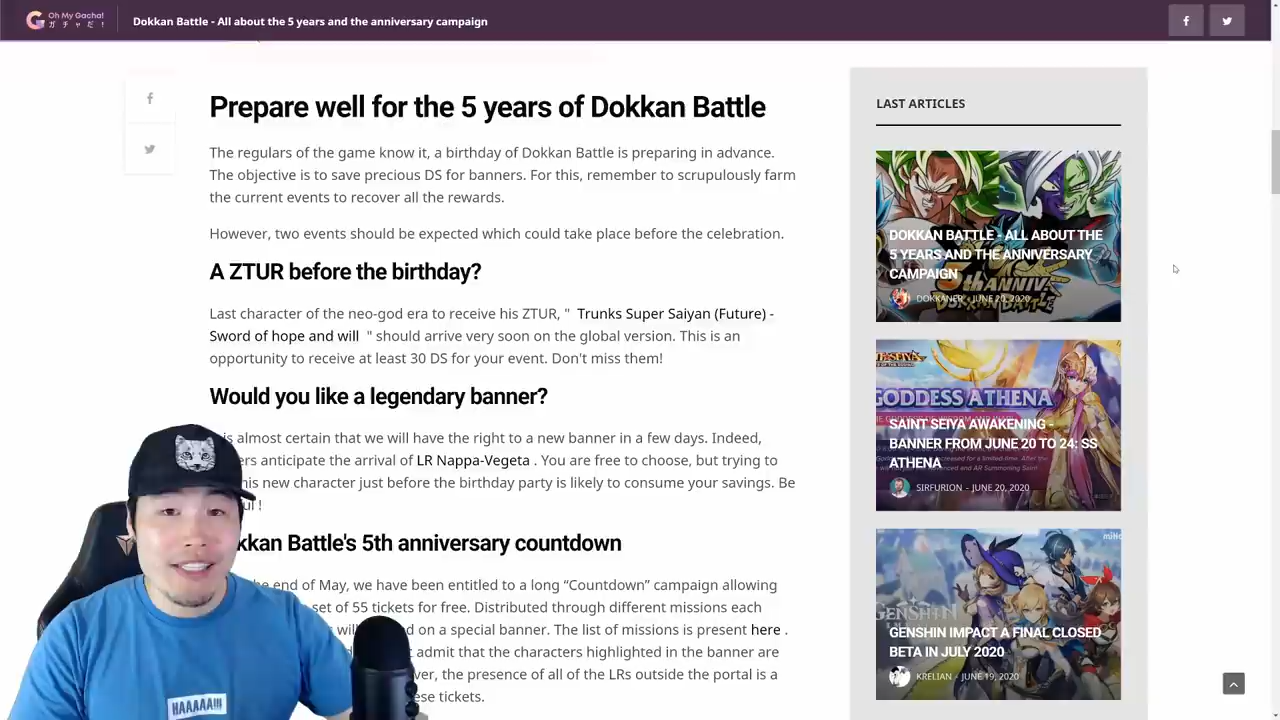 Oh My Gacha!
ガチャだ!
Dokkan Battle - All about the 5 years and the anniversary campaign
Prepare well for the 5 years of Dokkan Battle
The regulars of the game know it, a birthday of Dokkan Battle is preparing in advance.
The objective is to save precious DS for banners. For this, remember to scrupulously farm
the current events to recover all the rewards.
However, two events should be expected which could take place before the celebration.
A ZTUR before the birthday?
Last character of the neo-god era to receive his ZTUR, " Trunks Super Saiyan (Future) -
Sword of hope and will " should arrive very soon on the global version. This is an
opportunity to receive at least 30 DS for your event. Don't miss them!
Would you like a legendary banner?
is almost certain that we will have the right to a new banner in a few days. Indeed,
anticipate the arrival of LR Nappa-Vegeta . You are free to choose, but trying to
his new character just before the birthday party is likely to consume your savings. Be
!
kkan Battle's 5th anniversary countdown
he end of May, we have been entitled to a long “Countdown” campaign allowing
set of 55 tickets for free. Distributed through different missions each
will on a special banner. The list of missions is present here .
admit that the characters highlighted in the banner are
ver, the presence of all of the LRs outside the portal is a
ese tickets.
HAAAAA!!!
LAST ARTICLES
5th ANNIV.
DOKKAN BATTLE
DOKKAN BATTLE - ALL ABOUT THE
5 YEARS AND THE ANNIVERSARY
CAMPAIGN
DOKKANER - JUNE 20, 2020
GODDESS ATHENA
SAINT SEIYA AWAKENING -
BANNER FROM JUNE 20 TO 24: SS
ATHENA
SIRFURION - JUNE 20, 2020
GENSHIN
GENSHIN IMPACT A FINAL CLOSED
BETA IN JULY 2020
KRELIAN - JUNE 19, 2020